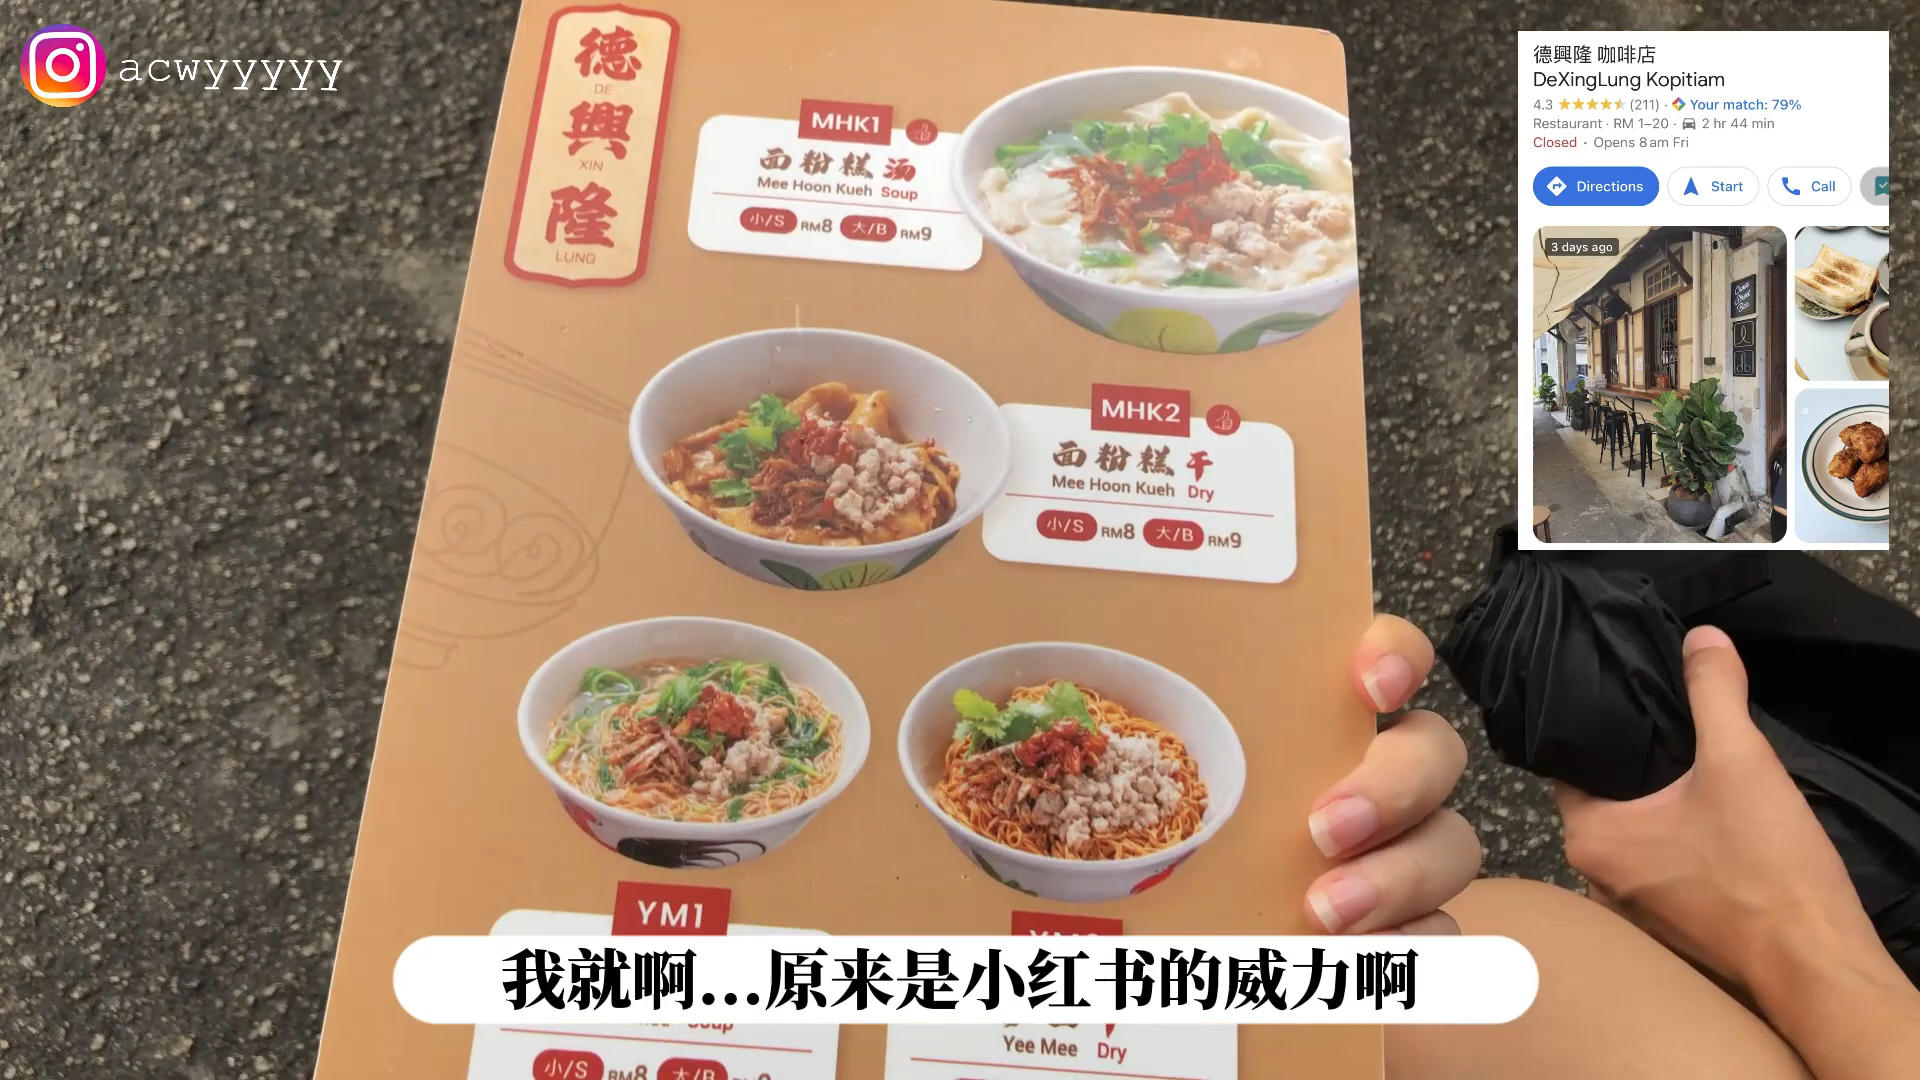 acwyyyyy
德
DE
興
XIN
隆
LUNG
MHK1
面粉糕 汤
Mee Hoon Kueh Soup
小/S RM8 大/B RM9
MHK2
面粉糕 干
Mee Hoon Kueh Dry
小/S RM8 大/B RM9
YM1
Soup
小/S RM8 大/B
Yee Mee Dry
我就啊...原来是小红书的威力啊
德興隆 咖啡店
DeXingLung Kopitiam
4.3 (211) · Your match: 79%
Restaurant · RM 1–20 · 2 hr 44 min
Closed · Opens 8 am Fri
Directions
Start
Call
3 days ago